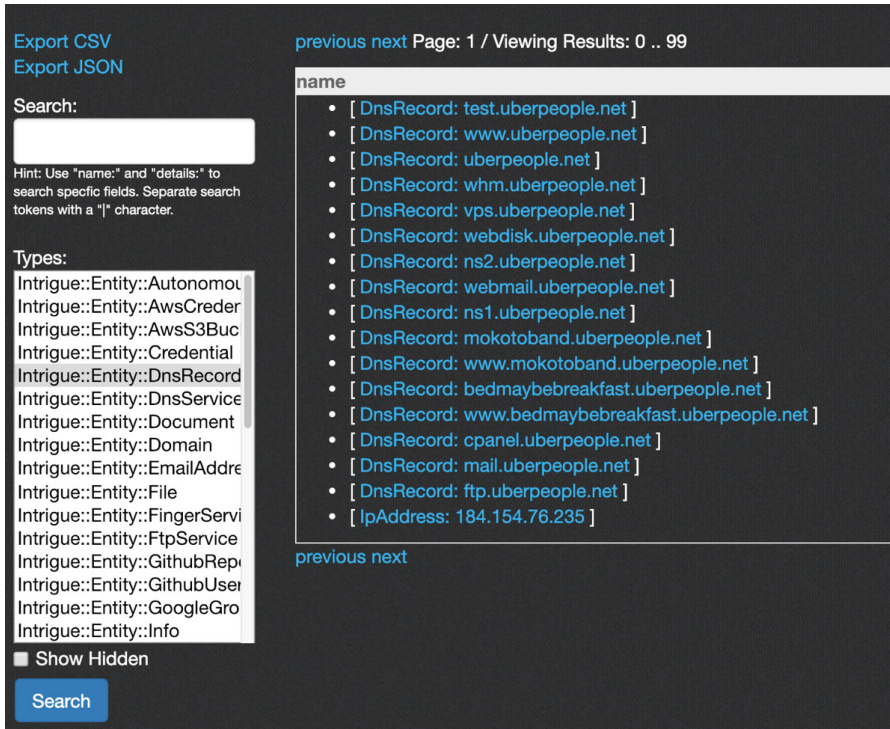 Export CSV
Export JSON
Search:
Hint: Use "name:" and "details:" to
search specfic fields. Separate search
tokens with a "|" character.
Types:
Intrigue::Entity::Autonomou
Intrigue::Entity::AwsCreder
Intrigue::Entity::AwsS3Buc
Intrigue::Entity::Credential
Intrigue::Entity::DnsRecord
Intrigue::Entity::DnsService
Intrigue::Entity::Document
Intrigue::Entity::Domain
Intrigue::Entity::EmailAddre
Intrigue::Entity::File
Intrigue::Entity::FingerServi
Intrigue::Entity::FtpService
Intrigue::Entity::GithubRep
Intrigue::Entity::GithubUser
Intrigue::Entity::GoogleGro
Intrigue::Entity::Info
Show Hidden
Search
previous next Page: 1 / Viewing Results: 0 .. 99
name
• [ DnsRecord: test.uberpeople.net ]
• [ DnsRecord: www.uberpeople.net ]
• [ DnsRecord: uberpeople.net ]
• [ DnsRecord: whm.uberpeople.net ]
• [ DnsRecord: vps.uberpeople.net ]
• [ DnsRecord: webdisk.uberpeople.net ]
• [ DnsRecord: ns2.uberpeople.net ]
• [ DnsRecord: webmail.uberpeople.net ]
• [ DnsRecord: ns1.uberpeople.net ]
• [ DnsRecord: mokotoband.uberpeople.net ]
• [ DnsRecord: www.mokotoband.uberpeople.net ]
• [ DnsRecord: bedmaybebreakfast.uberpeople.net ]
• [ DnsRecord: www.bedmaybebreakfast.uberpeople.net ]
• [ DnsRecord: cpanel.uberpeople.net ]
• [ DnsRecord: mail.uberpeople.net ]
• [ DnsRecord: ftp.uberpeople.net ]
• [ IpAddress: 184.154.76.235 ]
previous next